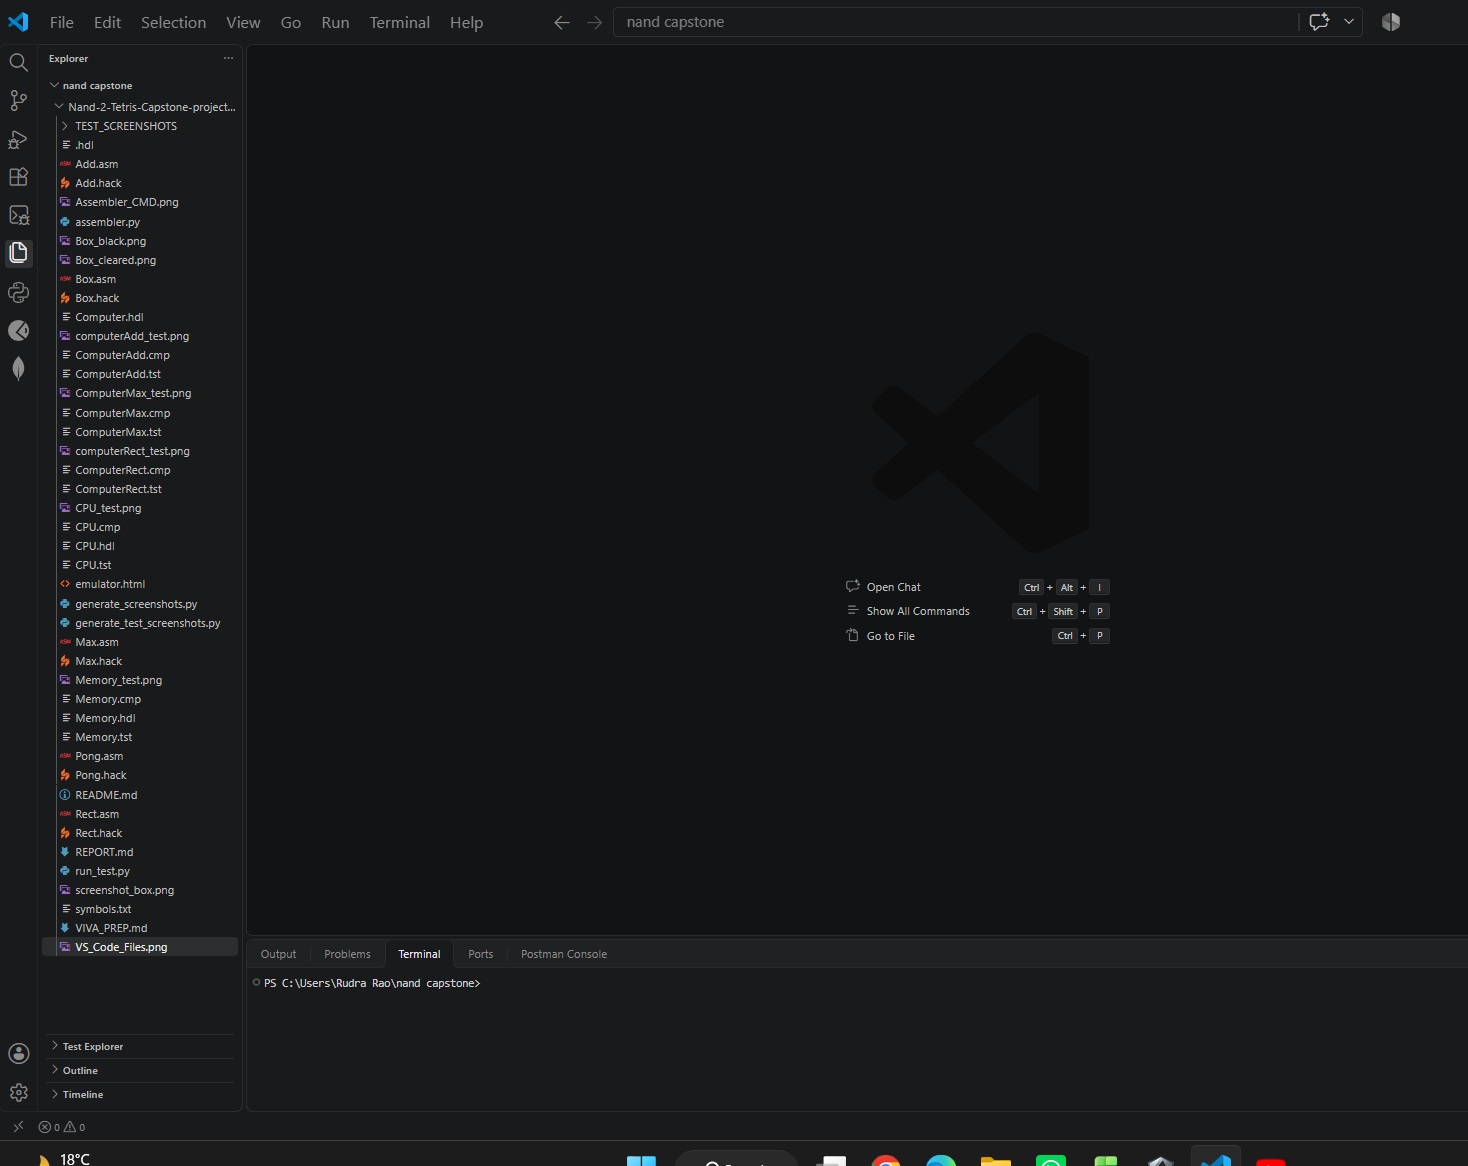 File Edit Selection View Go Run Terminal Help
nand capstone
Explorer
nand capstone
Nand-2-Tetris-Capstone-project...
TEST_SCREENSHOTS
.hdl
Add.asm
Add.hack
Assembler_CMD.png
assembler.py
Box_black.png
Box_cleared.png
Box.asm
Box.hack
Computer.hdl
computerAdd_test.png
ComputerAdd.cmp
ComputerAdd.tst
ComputerMax_test.png
ComputerMax.cmp
ComputerMax.tst
computerRect_test.png
ComputerRect.cmp
ComputerRect.tst
CPU_test.png
CPU.cmp
CPU.hdl
CPU.tst
emulator.html
generate_screenshots.py
generate_test_screenshots.py
Max.asm
Max.hack
Memory_test.png
Memory.cmp
Memory.hdl
Memory.tst
Pong.asm
Pong.hack
README.md
Rect.asm
Rect.hack
REPORT.md
run_test.py
screenshot_box.png
symbols.txt
VIVA_PREP.md
VS_Code_Files.png
Test Explorer
Outline
Timeline
Open Chat Ctrl + Alt + I
Show All Commands Ctrl + Shift + P
Go to File Ctrl + P
Output Problems Terminal Ports Postman Console
PS C:\Users\Rudra Rao\nand capstone>
0 0
18°C